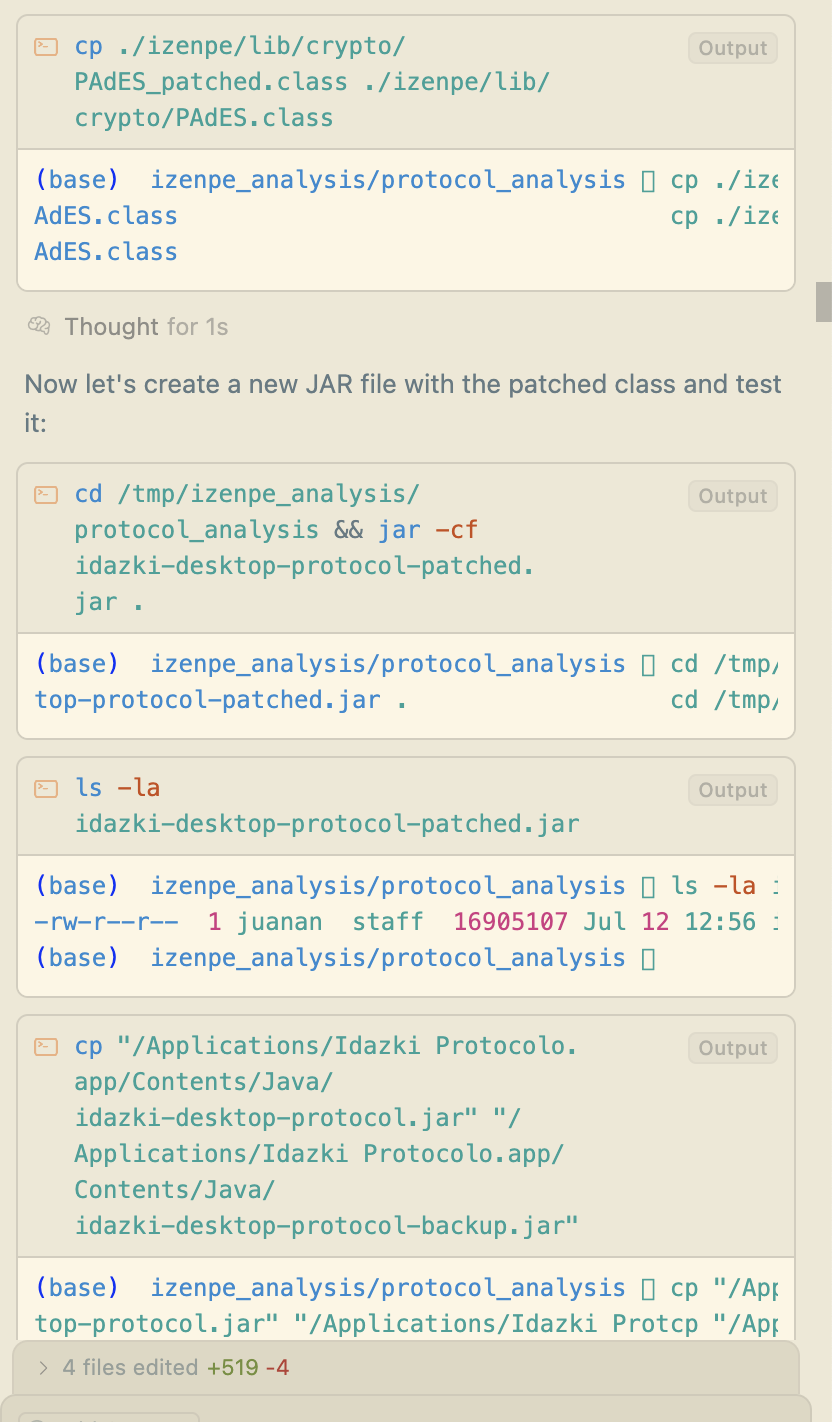 cp ./izenpe/lib/crypto/
Output
PAdES_patched.class ./izenpe/lib/
crypto/PAdES.class
(base) izenpe_analysis/protocol_analysis ▯ cp ./ize
AdES.class cp ./ize
AdES.class
Thought for 1s
Now let's create a new JAR file with the patched class and test
it:
cd /tmp/izenpe_analysis/
Output
protocol_analysis && jar -cf
idazki-desktop-protocol-patched.
jar .
(base) izenpe_analysis/protocol_analysis ▯ cd /tmp/
top-protocol-patched.jar . cd /tmp/
ls -la
Output
idazki-desktop-protocol-patched.jar
(base) izenpe_analysis/protocol_analysis ▯ ls -la i
-rw-r--r-- 1 juanan staff 16905107 Jul 12 12:56 i
(base) izenpe_analysis/protocol_analysis ▯
cp "/Applications/Idazki Protocolo.
Output
app/Contents/Java/
idazki-desktop-protocol.jar" "/
Applications/Idazki Protocolo.app/
Contents/Java/
idazki-desktop-protocol-backup.jar"
(base) izenpe_analysis/protocol_analysis ▯ cp "/App
top-protocol.jar" "/Applications/Idazki Protcp "/App
4 files edited +519 -4